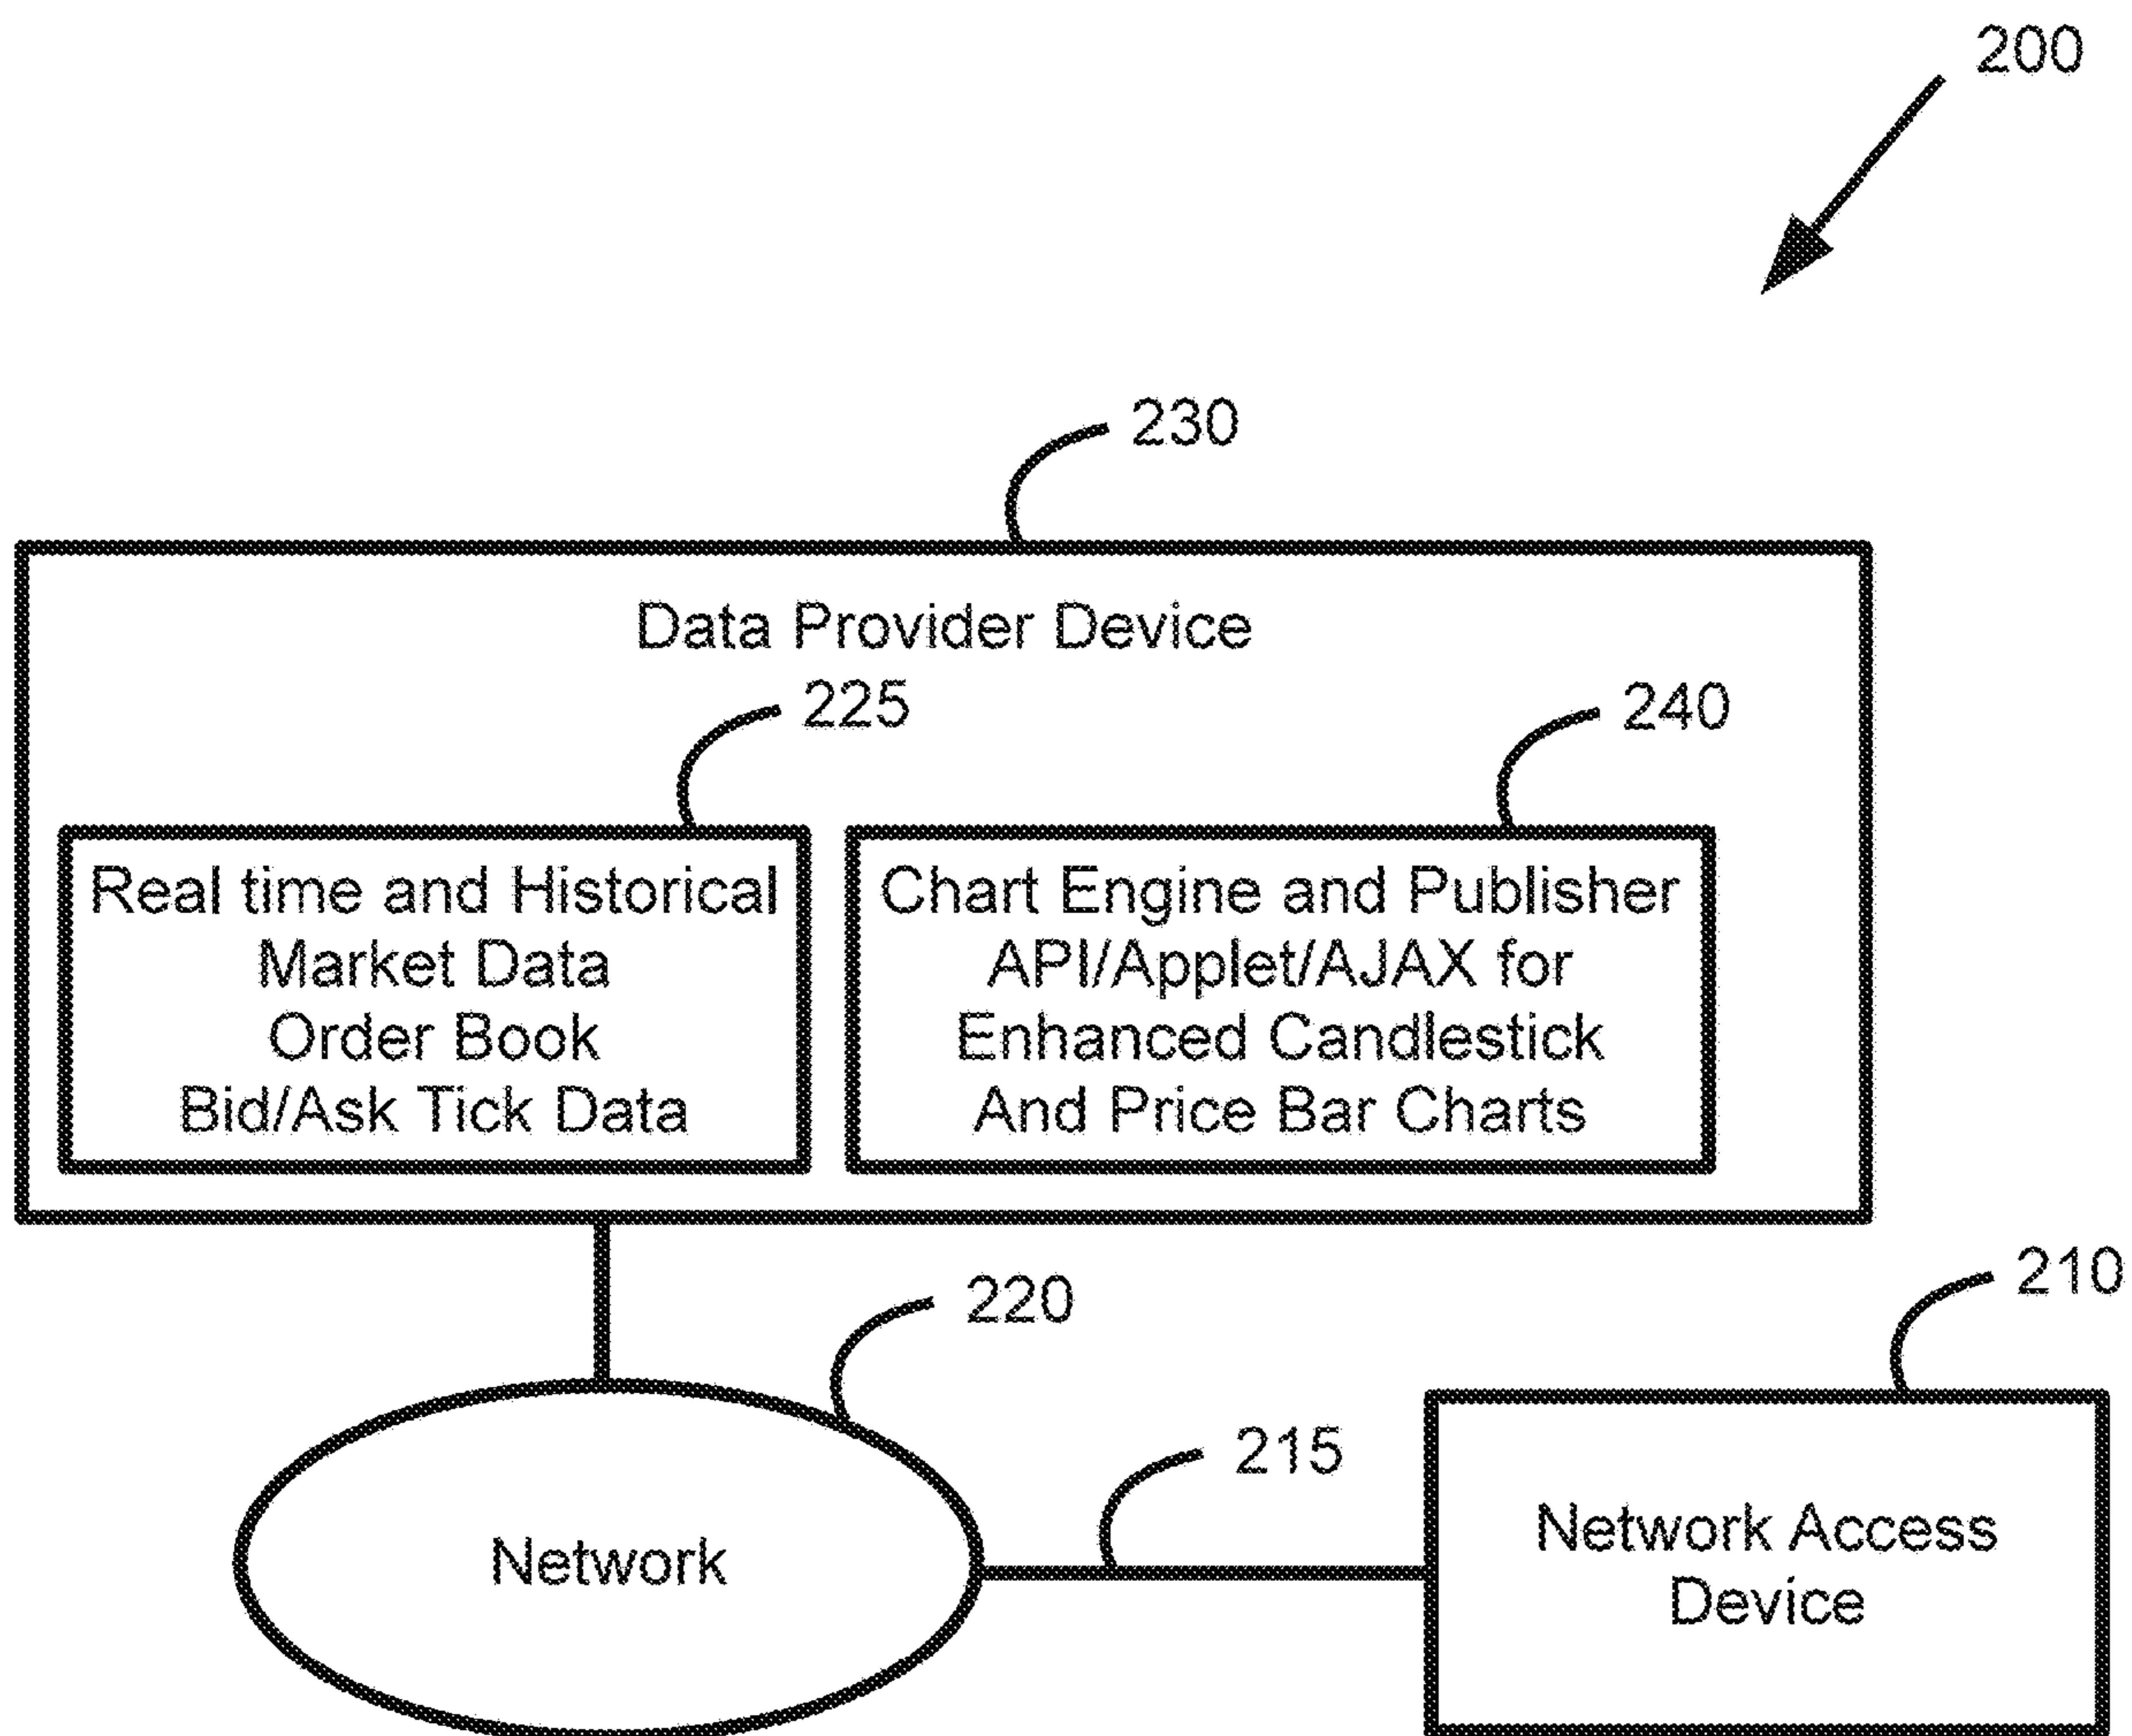 200
230
Data Provider Device
225
240
Real time and Historical
Market Data
Order Book
Bid/Ask Tick Data
Chart Engine and Publisher
API/Applet/AJAX for
Enhanced Candlestick
And Price Bar Charts
220
210
215
Network
Network Access
Device